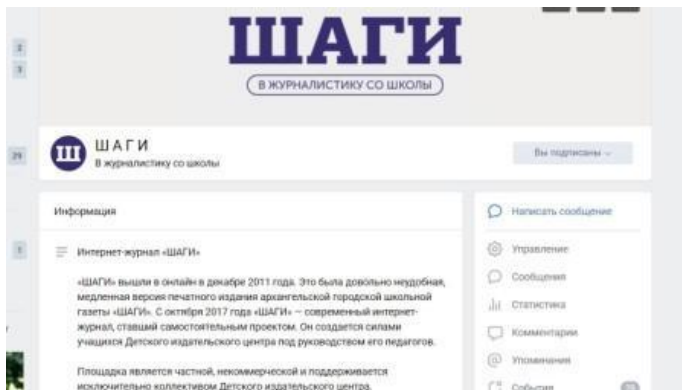 ШАГИ
В ЖУРНАЛИСТИКУ СО ШКОЛЫ
2
3
29
Ш
Ш А Г И
В журналистику со школы
Вы подписаны
Информация
Написать сообщение
Интернет-журнал «ШАГИ»
Управление
«ШАГИ» вышли в онлайн в декабре 2011 года. Это была довольно неудобная,
Сообщения
медленная версия печатного издания архангельской городской школьной
газеты «ШАГИ». С октября 2017 года «ШАГИ» — современный интернет-
Статистика
журнал, ставший самостоятельным проектом. Он создается силами
Комментарии
учащихся Детского издательского центра под руководством его педагогов.
Упоминания
Площадка является частной, некоммерческой и поддерживается
События
исключительно коллективом Детского издательского центра.